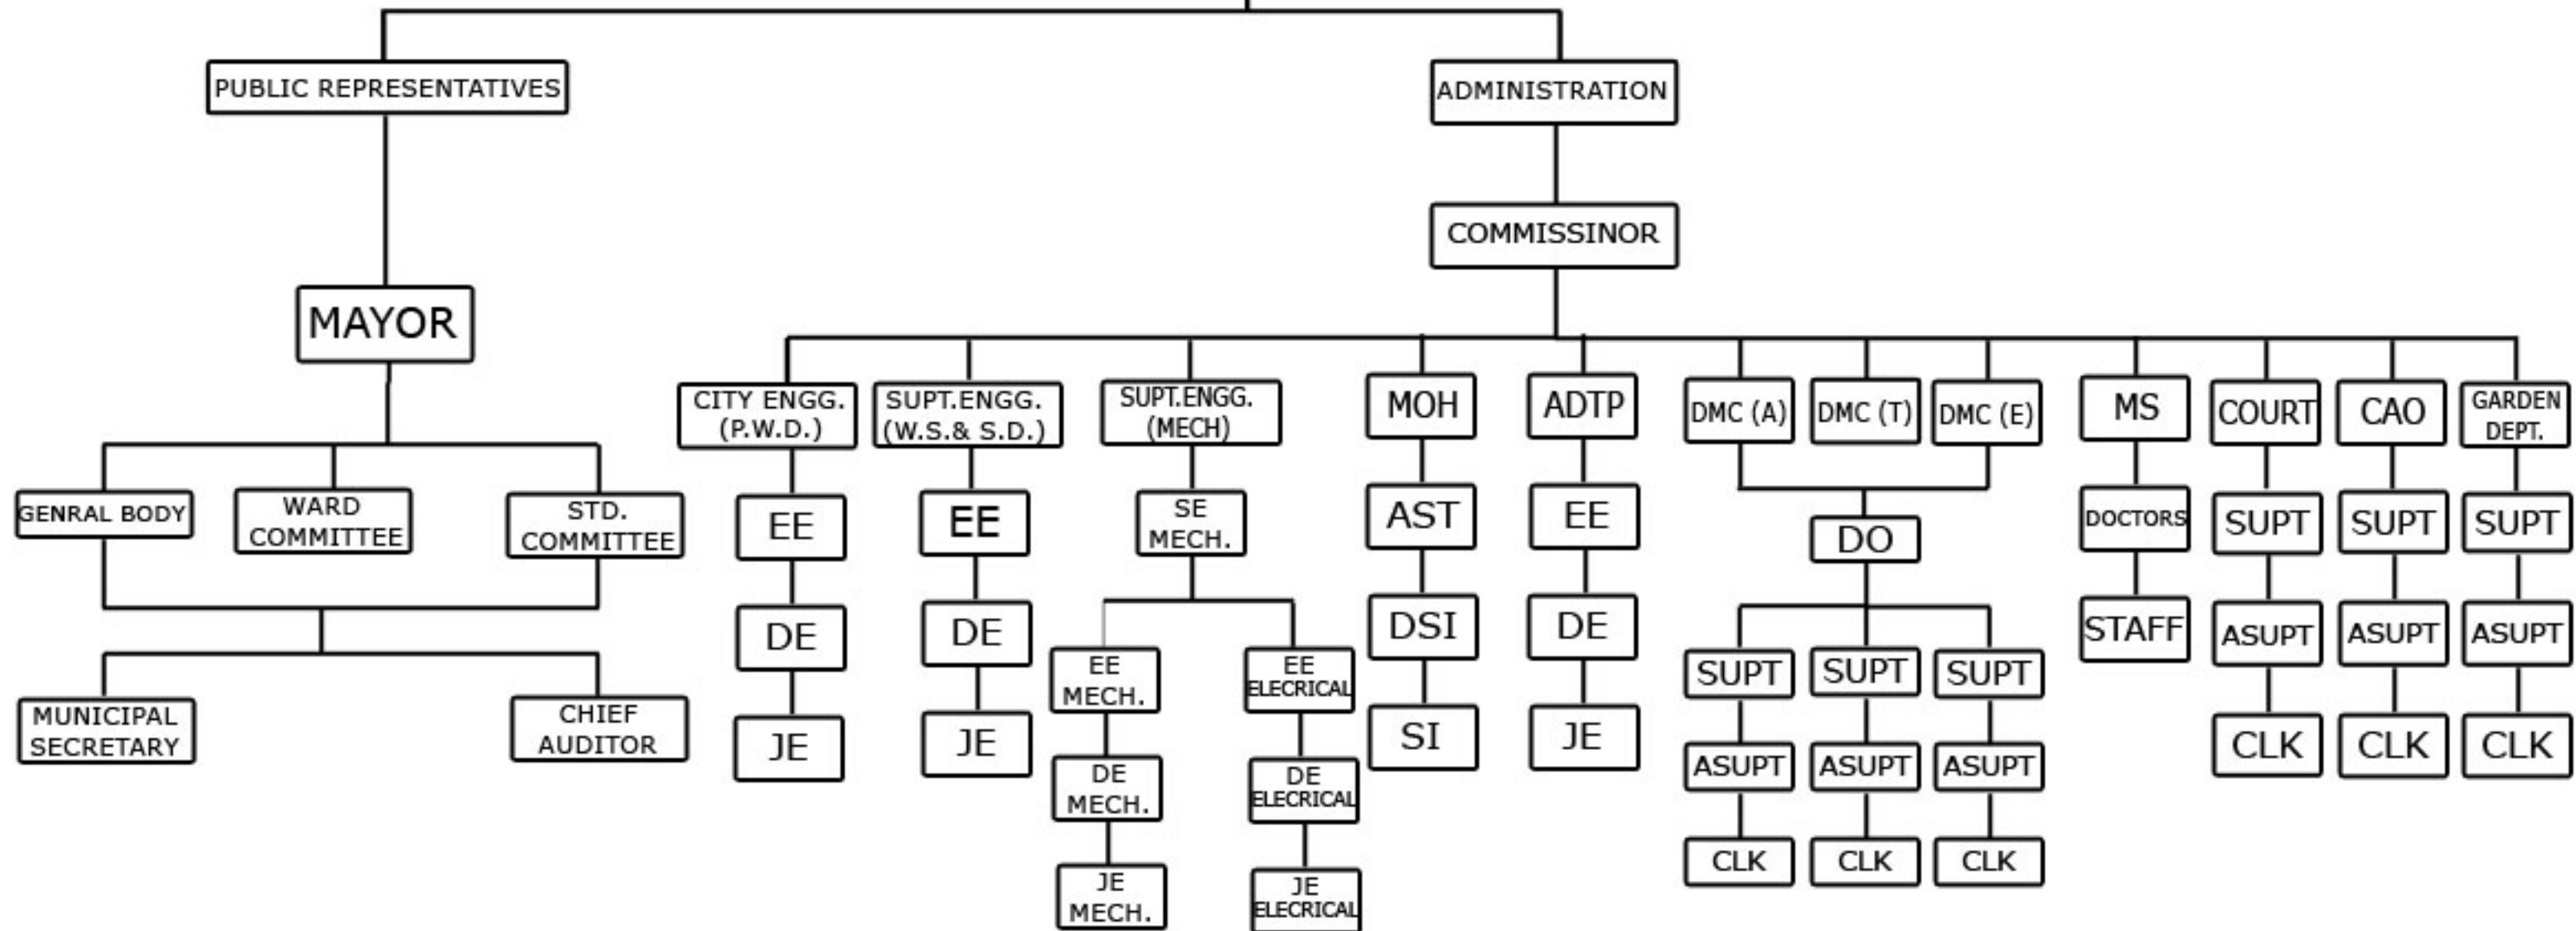 PUBLIC REPRESENTATIVES
ADMINISTRATION
COMMISSINOR
MAYOR
CITY ENGG.
(P.W.D.)
SUPT.ENGG.
(W.S.& S.D.)
SUPT.ENGG.
(MECH)
MOH
ADTP
DMC (A)
DMC (T)
DMC (E)
MS
COURT
CAO
GARDEN
DEPT.
GENRAL BODY
WARD
COMMITTEE
STD.
COMMITTEE
EE
EE
SE
MECH.
AST
EE
DO
DOCTORS
SUPT
SUPT
SUPT
DE
DE
DSI
DE
STAFF
ASUPT
ASUPT
ASUPT
EE
MECH.
EE
ELECRICAL
SUPT
SUPT
SUPT
MUNICIPAL
SECRETARY
CHIEF
AUDITOR
JE
JE
SI
JE
CLK
CLK
CLK
DE
MECH.
DE
ELECRICAL
ASUPT
ASUPT
ASUPT
CLK
CLK
CLK
JE
MECH.
JE
ELECRICAL